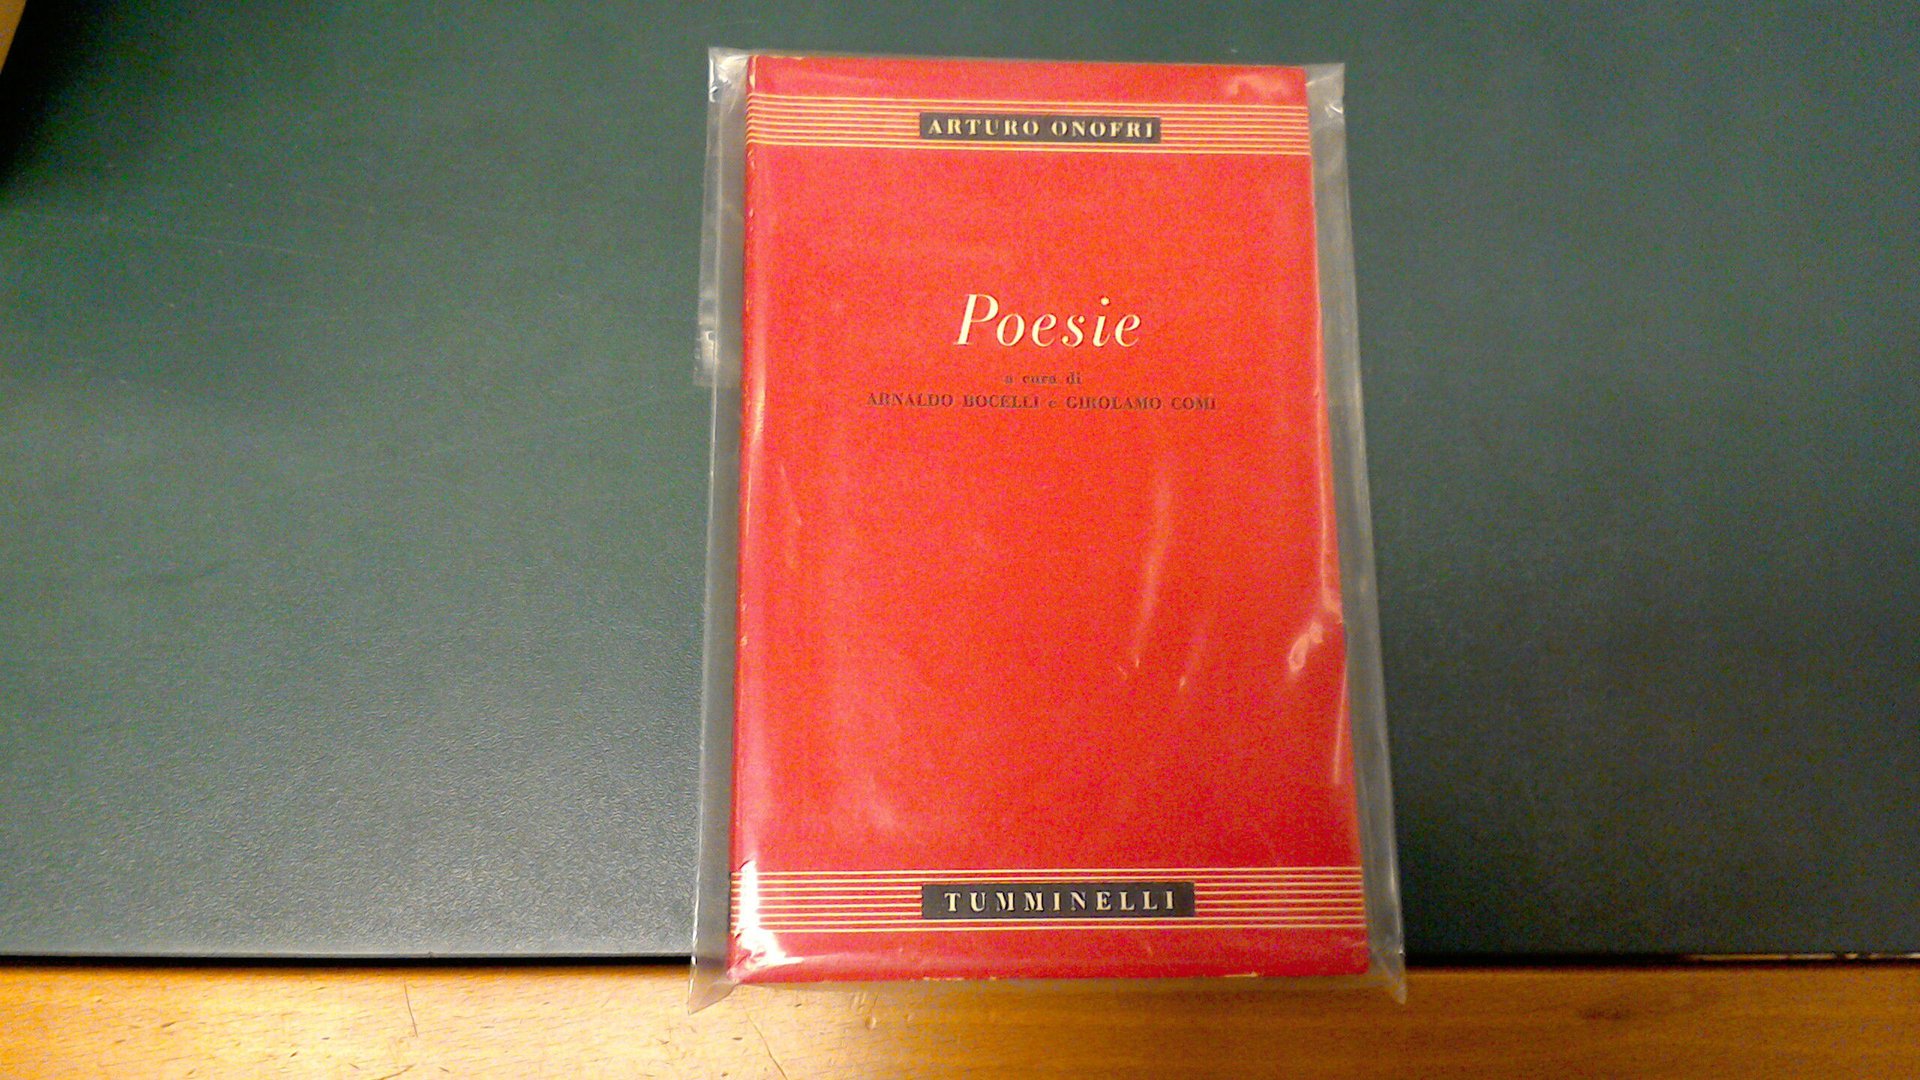 ARTURO ONOFRI
Poesie
a cura di
ARNALDO BOCELLI e GIROLAMO COMI
TUMMINELLI